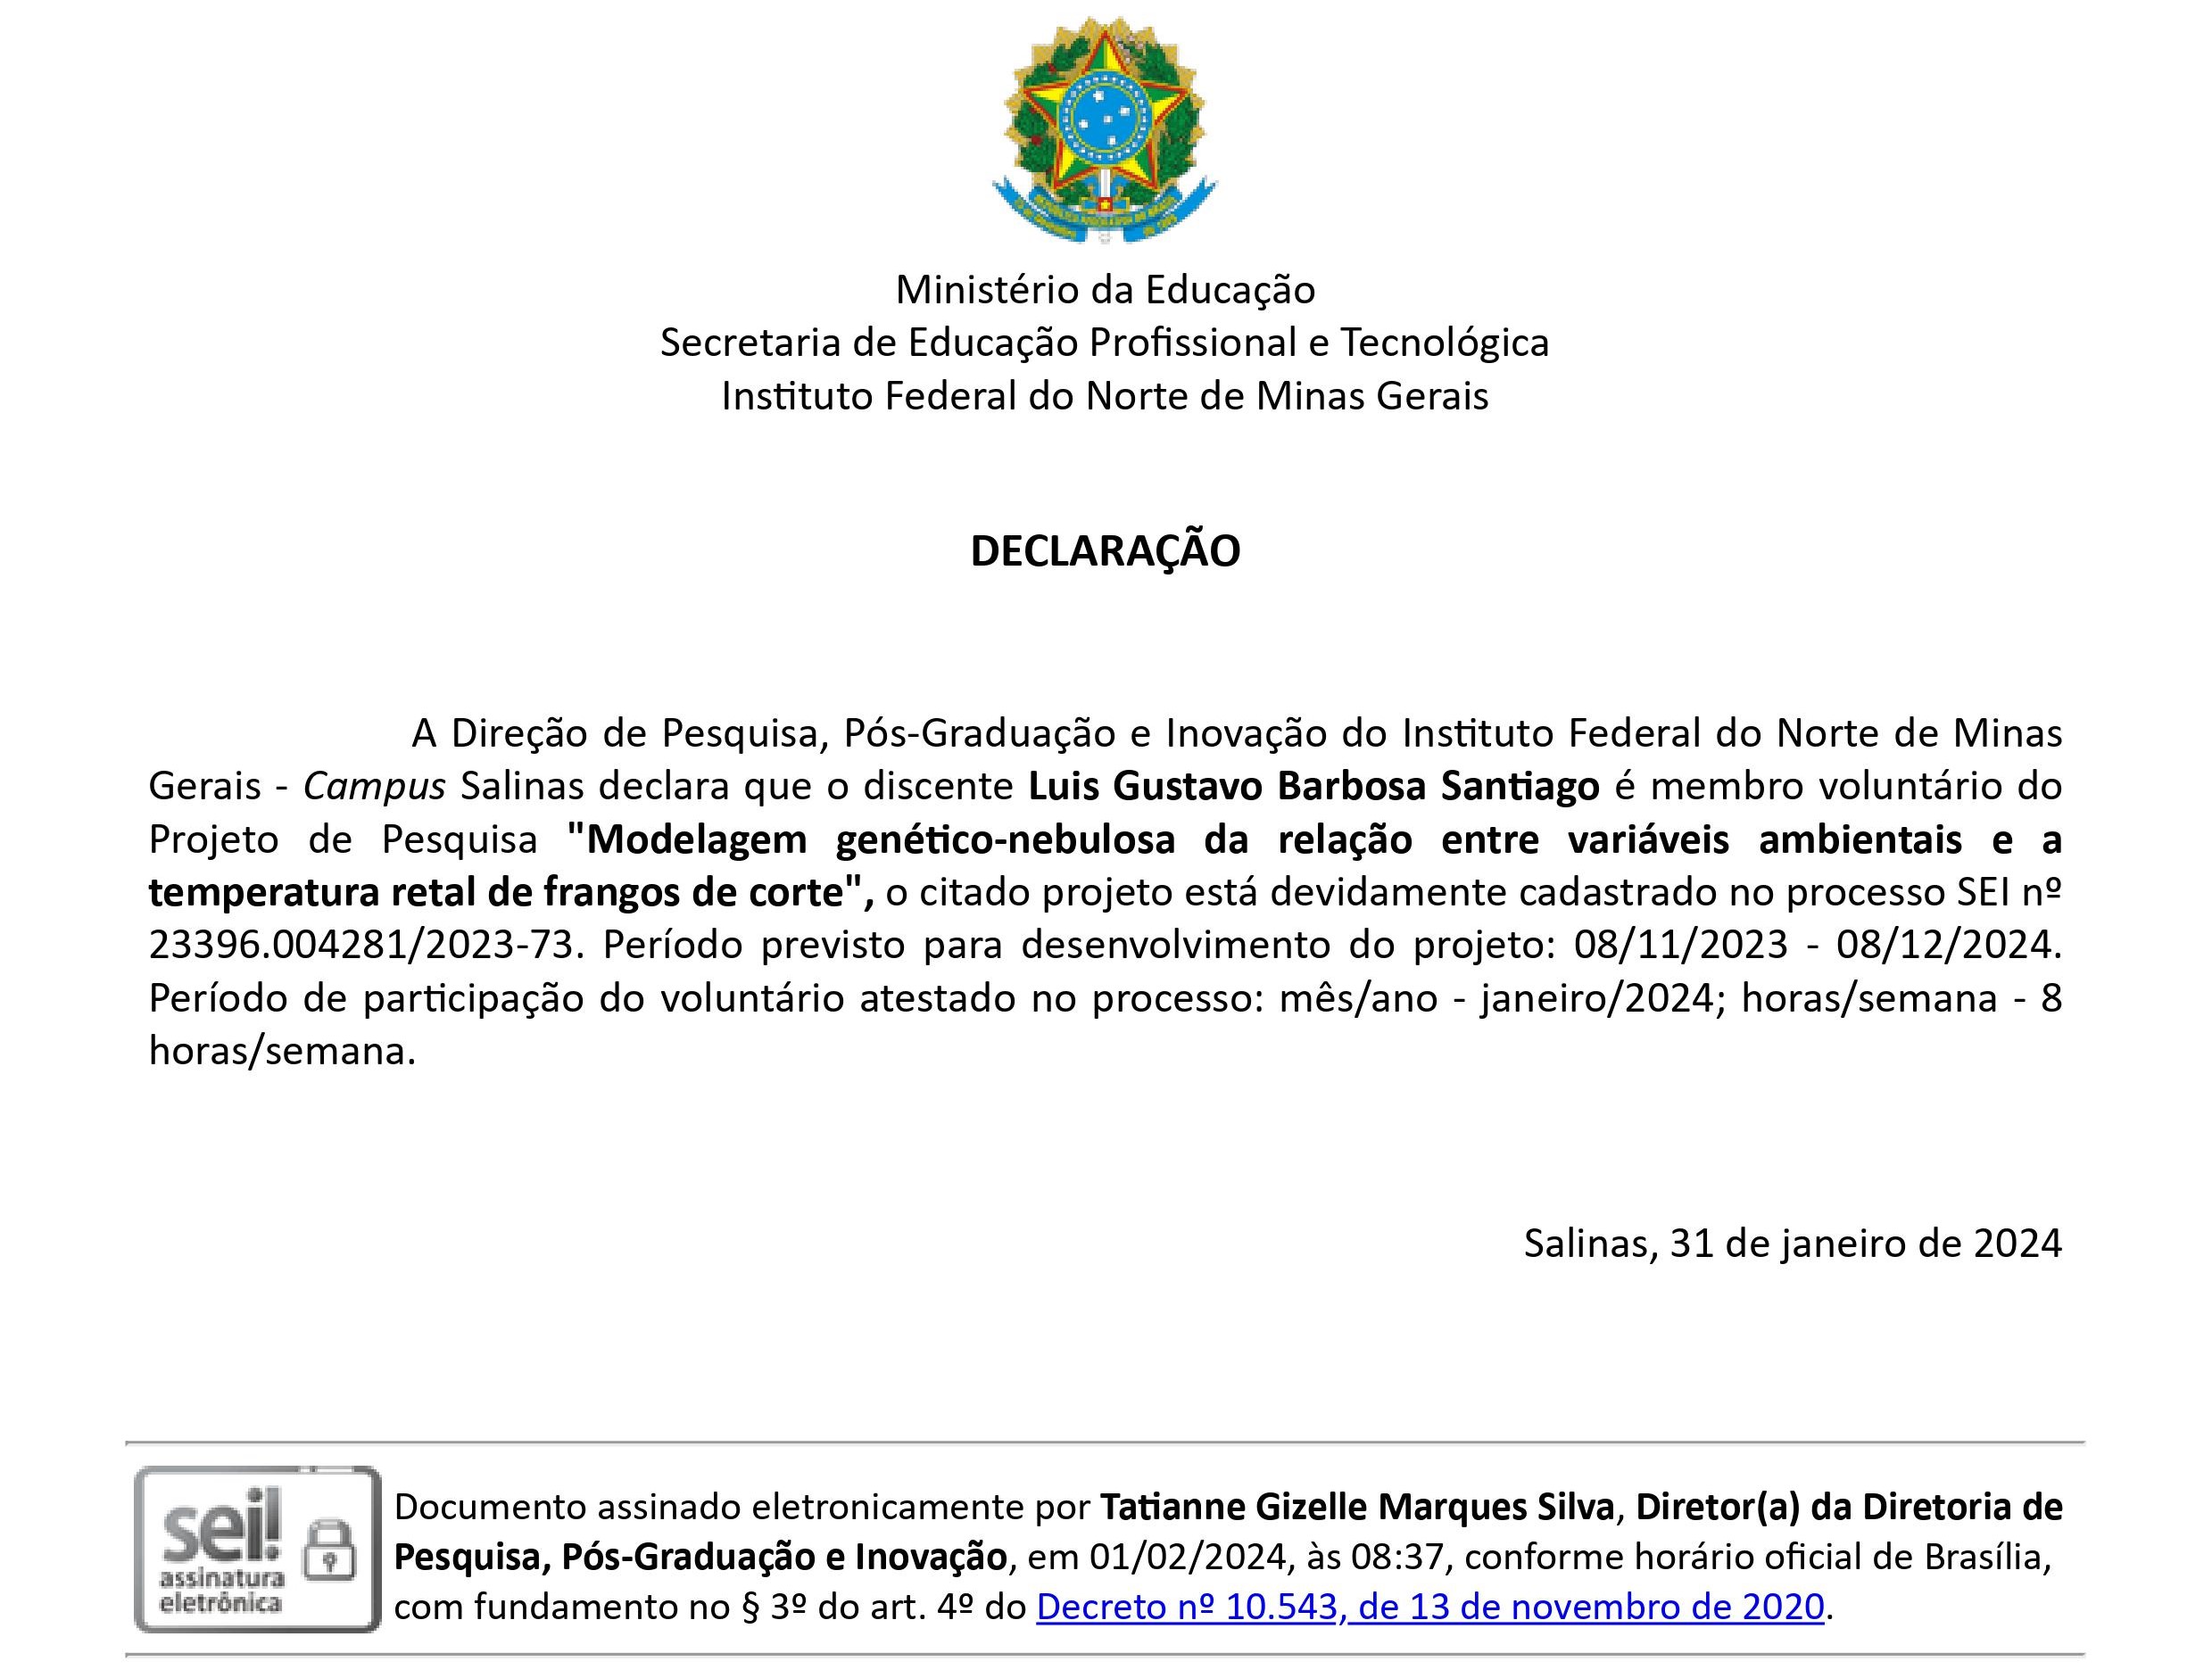 Ministério da Educação
Secretaria de Educação Profissional e Tecnológica
Instituto Federal do Norte de Minas Gerais
DECLARAÇÃO
A Direção de Pesquisa, Pós-Graduação e Inovação do Instituto Federal do Norte de Minas
Gerais - Campus Salinas declara que o discente Luis Gustavo Barbosa Santiago é membro voluntário do
Projeto de Pesquisa "Modelagem genético-nebulosa da relação entre variáveis ambientais e a
temperatura retal de frangos de corte", o citado projeto está devidamente cadastrado no processo SEI nº
23396.004281/2023-73. Período previsto para desenvolvimento do projeto: 08/11/2023 - 08/12/2024.
Período de participação do voluntário atestado no processo: mês/ano - janeiro/2024; horas/semana - 8
horas/semana.
Salinas, 31 de janeiro de 2024
sei!
assinatura
eletrônica
Documento assinado eletronicamente por Tatianne Gizelle Marques Silva, Diretor(a) da Diretoria de
Pesquisa, Pós-Graduação e Inovação, em 01/02/2024, às 08:37, conforme horário oficial de Brasília,
com fundamento no § 3º do art. 4º do Decreto nº 10.543, de 13 de novembro de 2020.